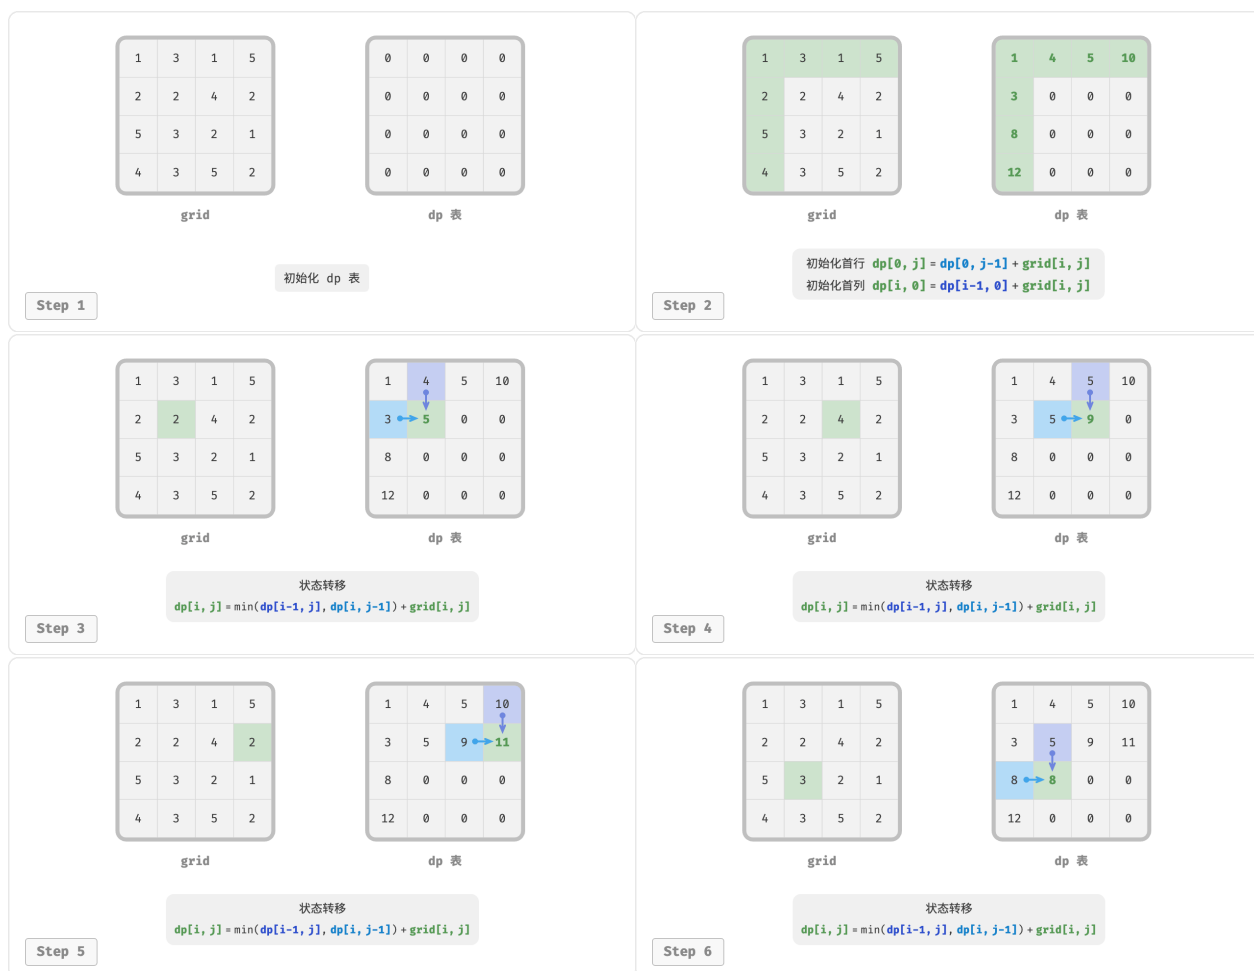 1 3 1 5
2 2 4 2
5 3 2 1
4 3 5 2
grid
0 0 0 0
0 0 0 0
0 0 0 0
0 0 0 0
dp 表
初始化 dp 表
Step 1
1 3 1 5
2 2 4 2
5 3 2 1
4 3 5 2
grid
1 4 5 10
3 0 0 0
8 0 0 0
12 0 0 0
dp 表
初始化首行 dp[0, j] = dp[0, j-1] + grid[i, j]
初始化首列 dp[i, 0] = dp[i-1, 0] + grid[i, j]
Step 2
1 3 1 5
2 2 4 2
5 3 2 1
4 3 5 2
grid
1 4 5 10
3 5 0 0
8 0 0 0
12 0 0 0
dp 表
状态转移
dp[i, j] = min(dp[i-1, j], dp[i, j-1]) + grid[i, j]
Step 3
1 3 1 5
2 2 4 2
5 3 2 1
4 3 5 2
grid
1 4 5 10
3 5 9 0
8 0 0 0
12 0 0 0
dp 表
状态转移
dp[i, j] = min(dp[i-1, j], dp[i, j-1]) + grid[i, j]
Step 4
1 3 1 5
2 2 4 2
5 3 2 1
4 3 5 2
grid
1 4 5 10
3 5 9 11
8 0 0 0
12 0 0 0
dp 表
状态转移
dp[i, j] = min(dp[i-1, j], dp[i, j-1]) + grid[i, j]
Step 5
1 3 1 5
2 2 4 2
5 3 2 1
4 3 5 2
grid
1 4 5 10
3 5 9 11
8 8 0 0
12 0 0 0
dp 表
状态转移
dp[i, j] = min(dp[i-1, j], dp[i, j-1]) + grid[i, j]
Step 6